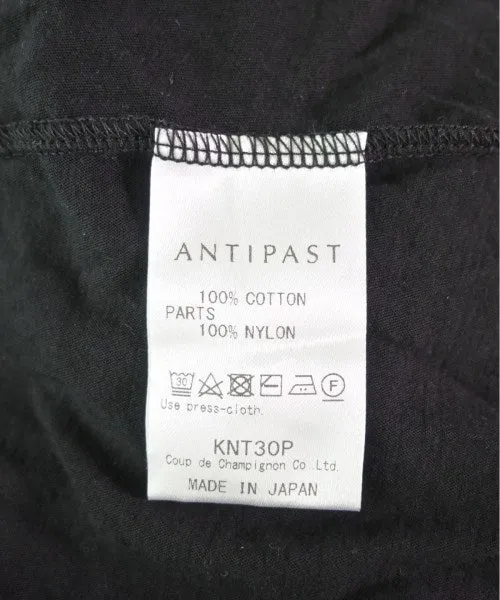 ANTIPAST
100% COTTON
PARTS
100% NYLON
30 F
Use press-cloth.
KNT30P
Coup de Champignon Co.Ltd.
MADE IN JAPAN